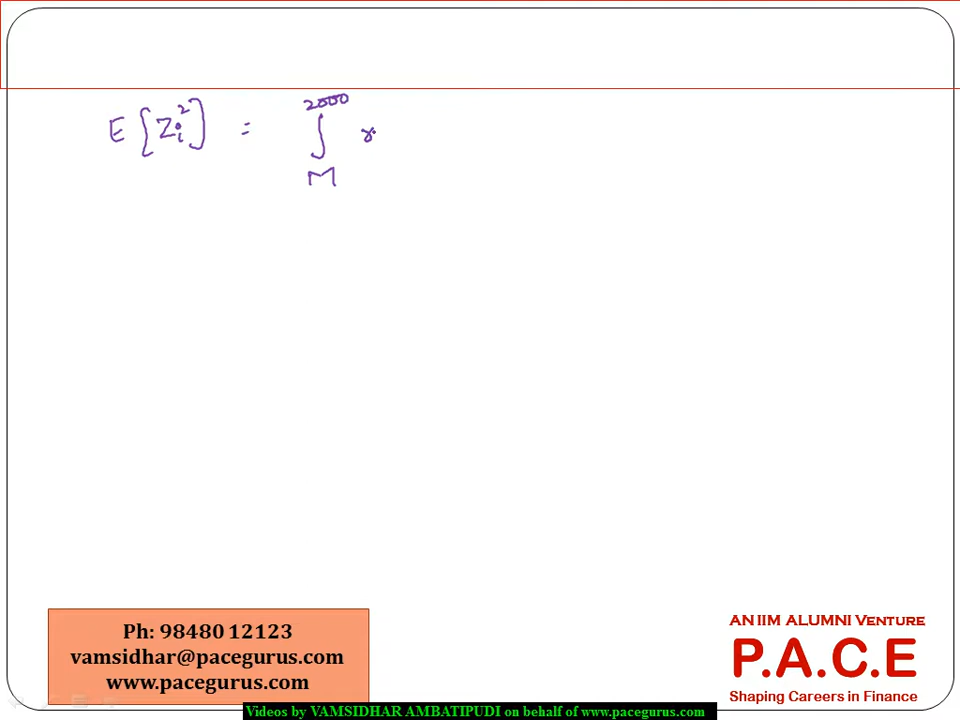 E[Zi²] = ∫ 2000 M x
Ph: 98480 12123
vamsidhar@pacegurus.com
www.pacegurus.com
AN IIM ALUMNI VENTURE
P.A.C.E
Shaping Careers in Finance
Videos by VAMSIDHAR AMBATIPUDI on behalf of www.pacegurus.com